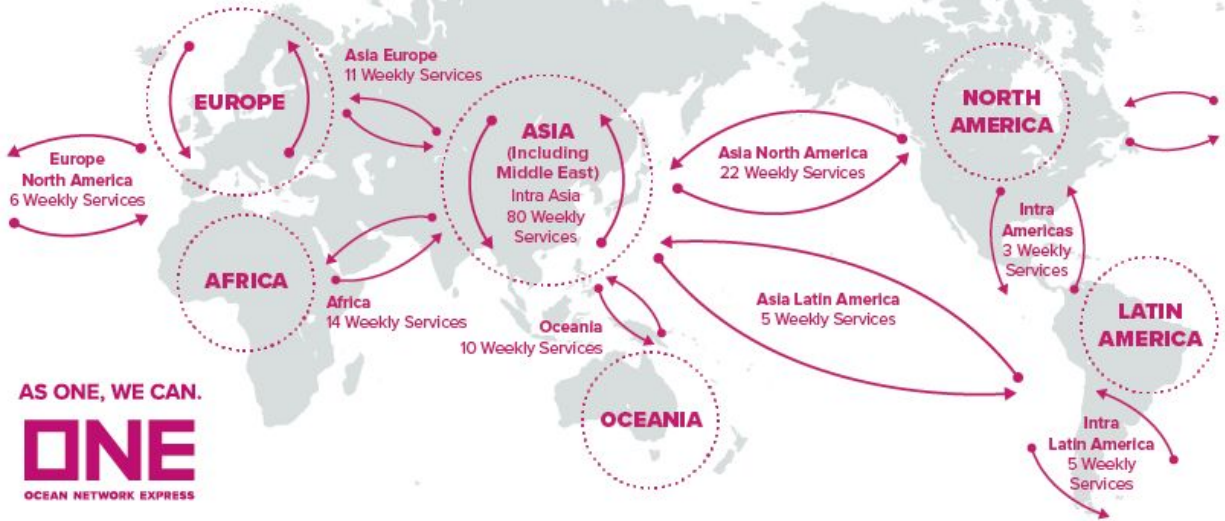 EUROPE
Asia Europe
11 Weekly Services
Europe
North America
6 Weekly Services
ASIA
(Including
Middle East)
Intra Asia
80 Weekly
Services
Asia North America
22 Weekly Services
NORTH
AMERICA
Intra
Americas
3 Weekly
Services
AFRICA
Africa
14 Weekly Services
Oceania
10 Weekly Services
Asia Latin America
5 Weekly Services
LATIN
AMERICA
OCEANIA
Intra
Latin America
5 Weekly
Services
AS ONE, WE CAN.
ONE
OCEAN NETWORK EXPRESS